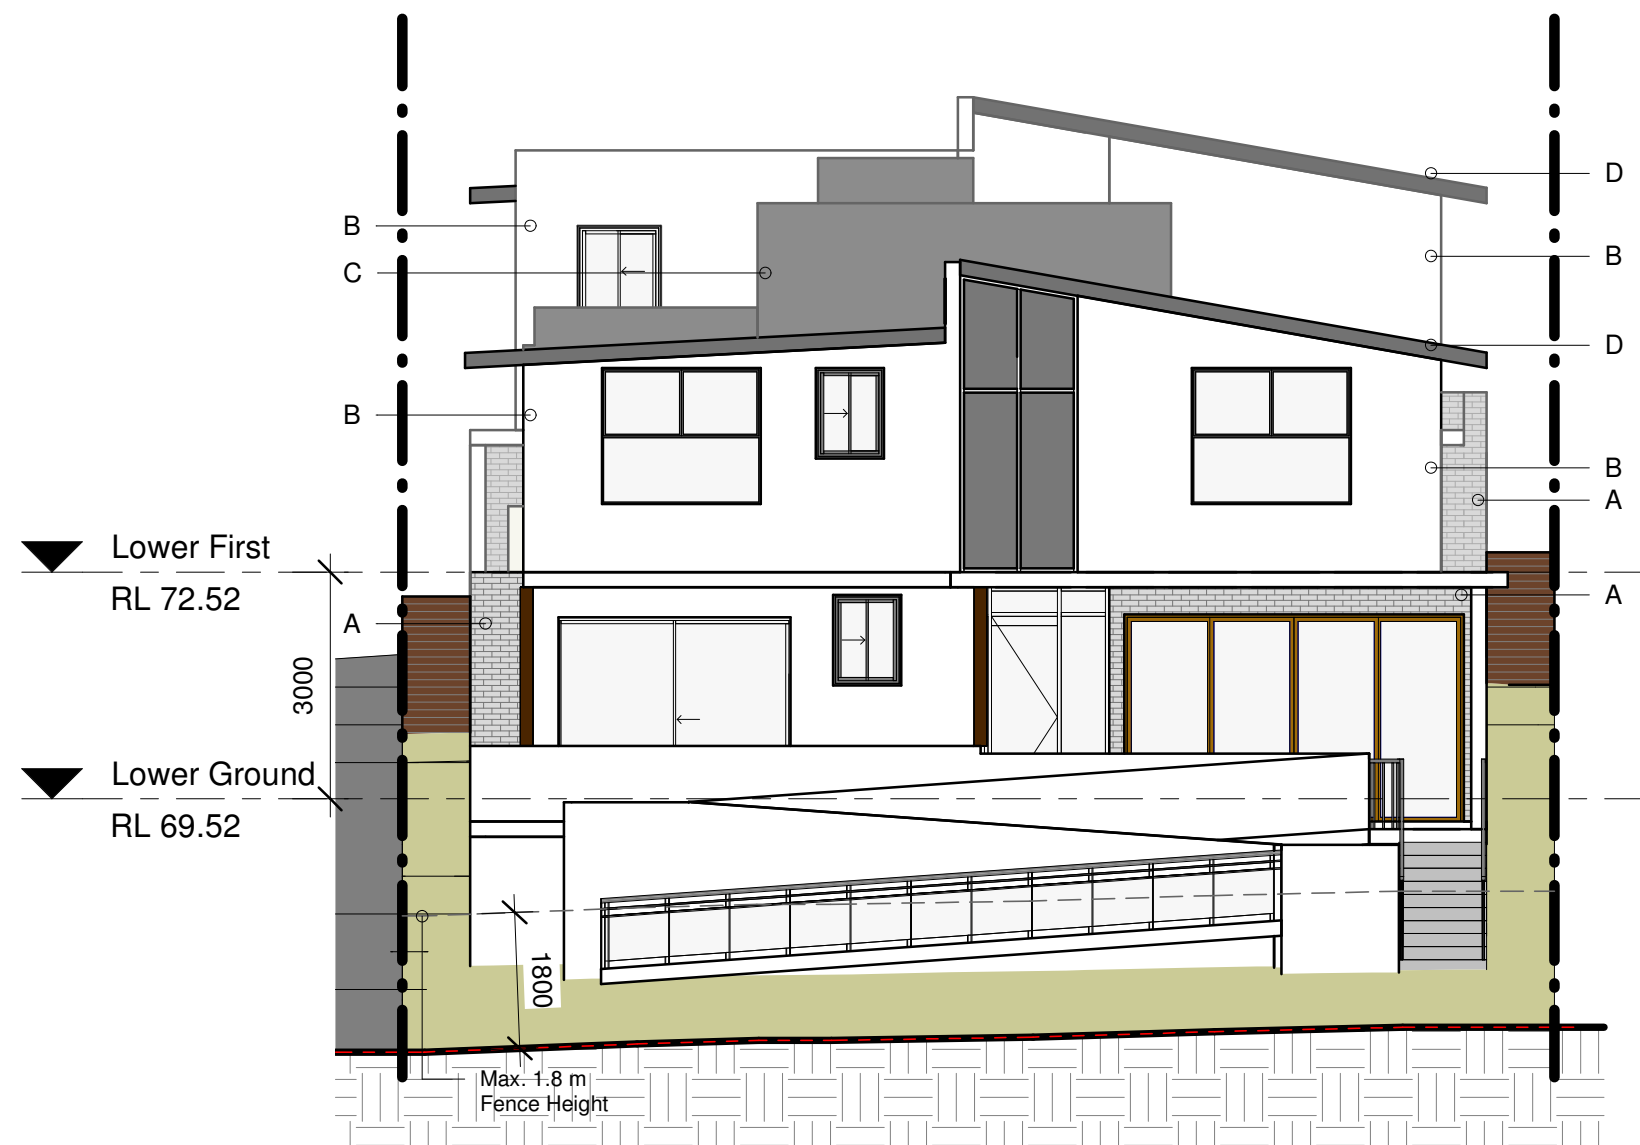 D
B
B
C
D
B
B
A
Lower First
RL 72.52
A
A
3000
Lower Ground
RL 69.52
1800
Max. 1.8 m
Fence Height